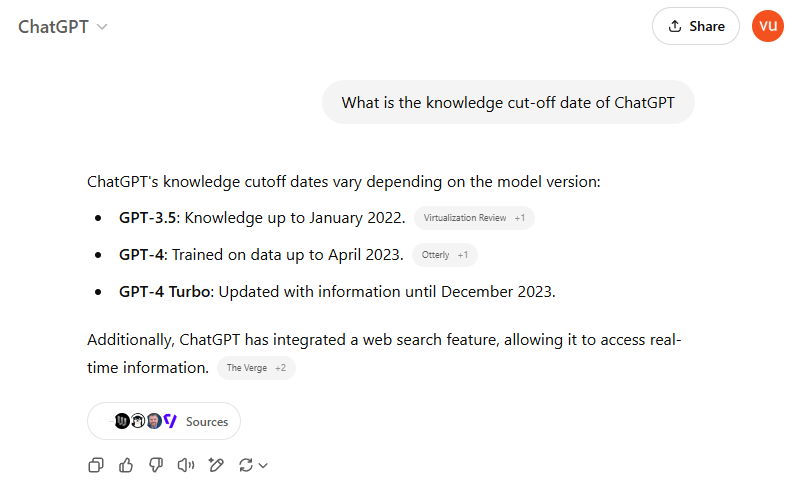 ChatGPT
Share
VU
What is the knowledge cut-off date of ChatGPT
ChatGPT's knowledge cutoff dates vary depending on the model version:
GPT-3.5: Knowledge up to January 2022. Virtualization Review +1
GPT-4: Trained on data up to April 2023. Otterly +1
GPT-4 Turbo: Updated with information until December 2023.
Additionally, ChatGPT has integrated a web search feature, allowing it to access real-
time information. The Verge +2
Sources